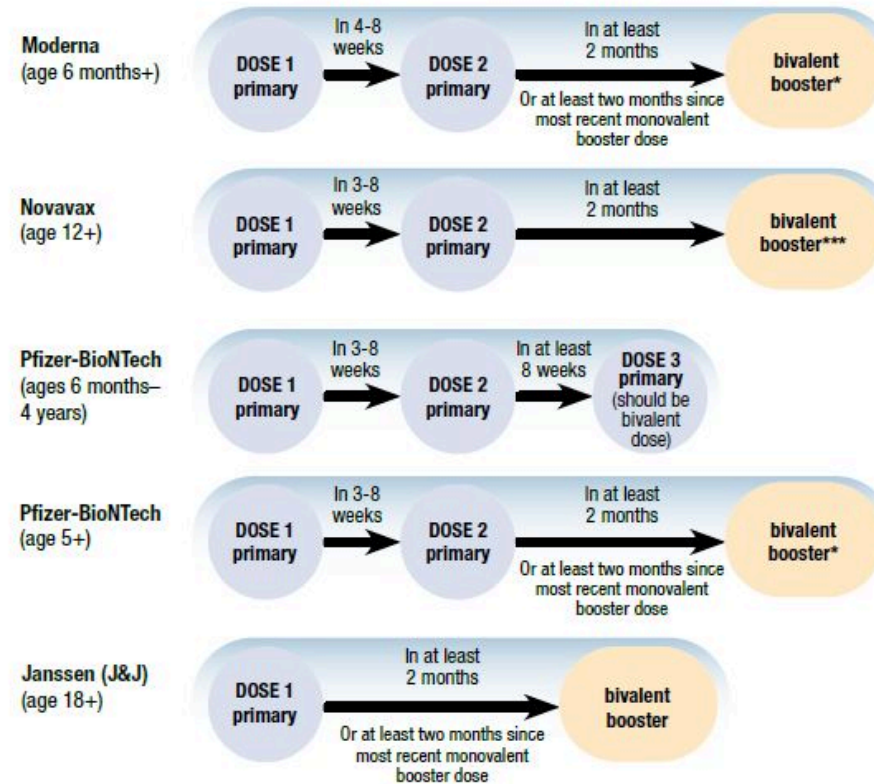 Moderna
(age 6 months+)
DOSE 1
primary
In 4-8
weeks
DOSE 2
primary
In at least
2 months
Or at least two months since
most recent monovalent
booster dose
bivalent
booster*
Novavax
(age 12+)
DOSE 1
primary
In 3-8
weeks
DOSE 2
primary
In at least
2 months
bivalent
booster***
Pfizer-BioNTech
(ages 6 months–
4 years)
DOSE 1
primary
In 3-8
weeks
DOSE 2
primary
In at least
8 weeks
DOSE 3
primary
(should be
bivalent
dose)
Pfizer-BioNTech
(age 5+)
DOSE 1
primary
In 3-8
weeks
DOSE 2
primary
In at least
2 months
Or at least two months since
most recent monovalent
booster dose
bivalent
booster*
Janssen (J&J)
(age 18+)
DOSE 1
primary
In at least
2 months
Or at least two months since
most recent monovalent
booster dose
bivalent
booster